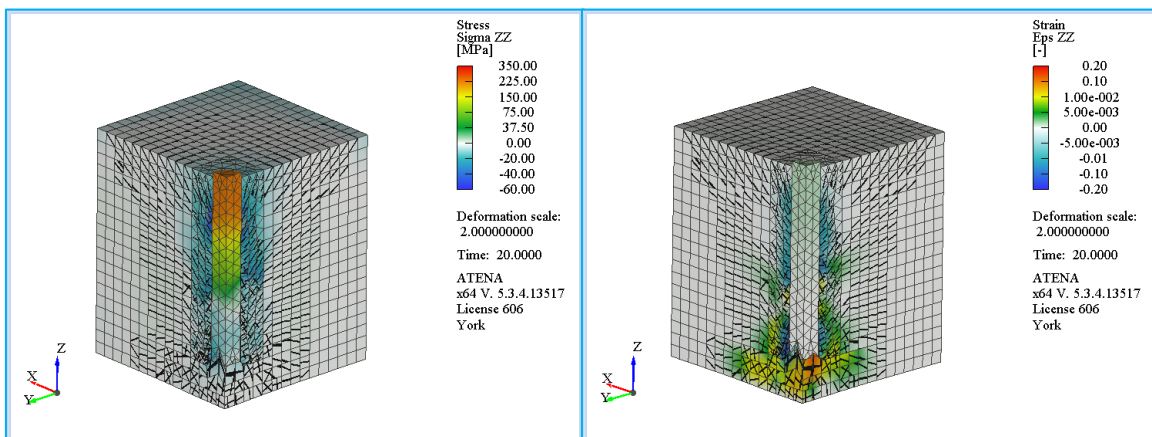 Stress
Sigma ZZ
[MPa]
350.00
225.00
150.00
75.00
37.50
0.00
-20.00
-40.00
-60.00
Deformation scale:
2.000000000
Time: 20.0000
ATENA
x64 V. 5.3.4.13517
License 606
York
Z
X
Y
Strain
Eps ZZ
[-]
0.20
0.10
1.00e-002
5.00e-003
0.00
-5.00e-003
-0.01
-0.10
-0.20
Deformation scale:
2.000000000
Time: 20.0000
ATENA
x64 V. 5.3.4.13517
License 606
York
Z
X
Y